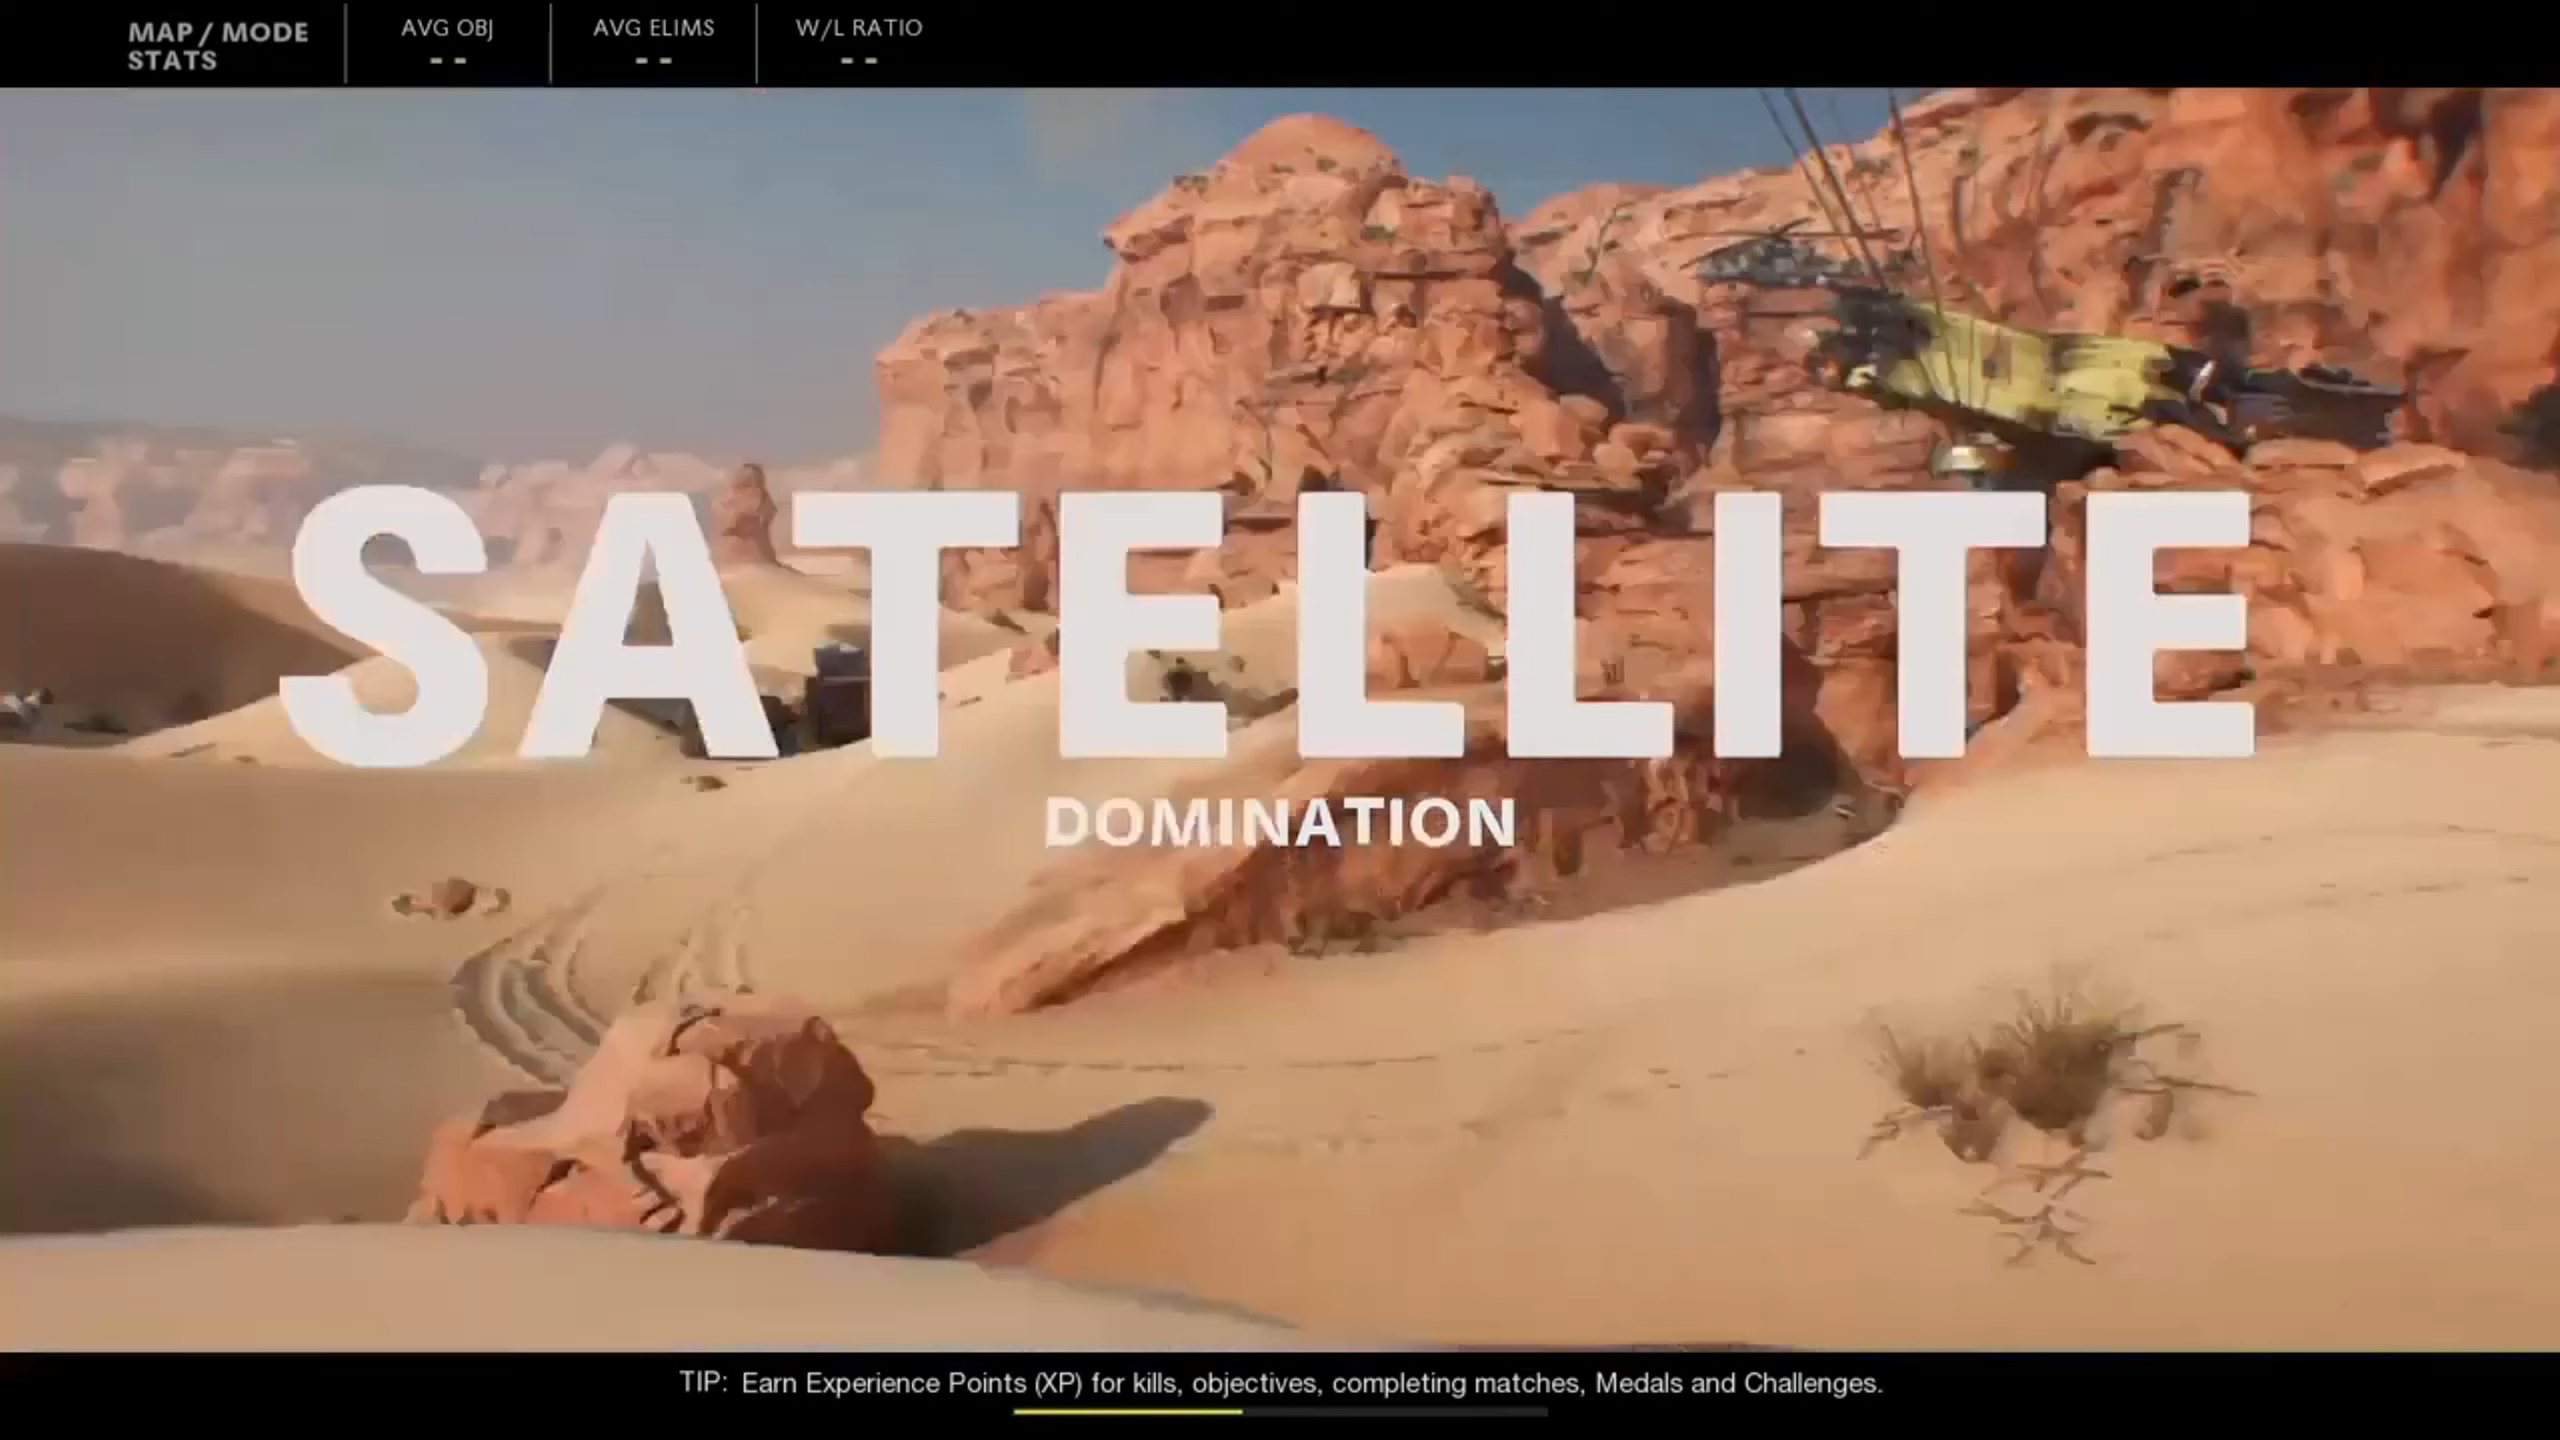 MAP / MODE
STATS
AVG OBJ
--
AVG ELIMS
--
W/L RATIO
--
SATELLITE
DOMINATION
TIP: Earn Experience Points (XP) for kills, objectives, completing matches, Medals and Challenges.